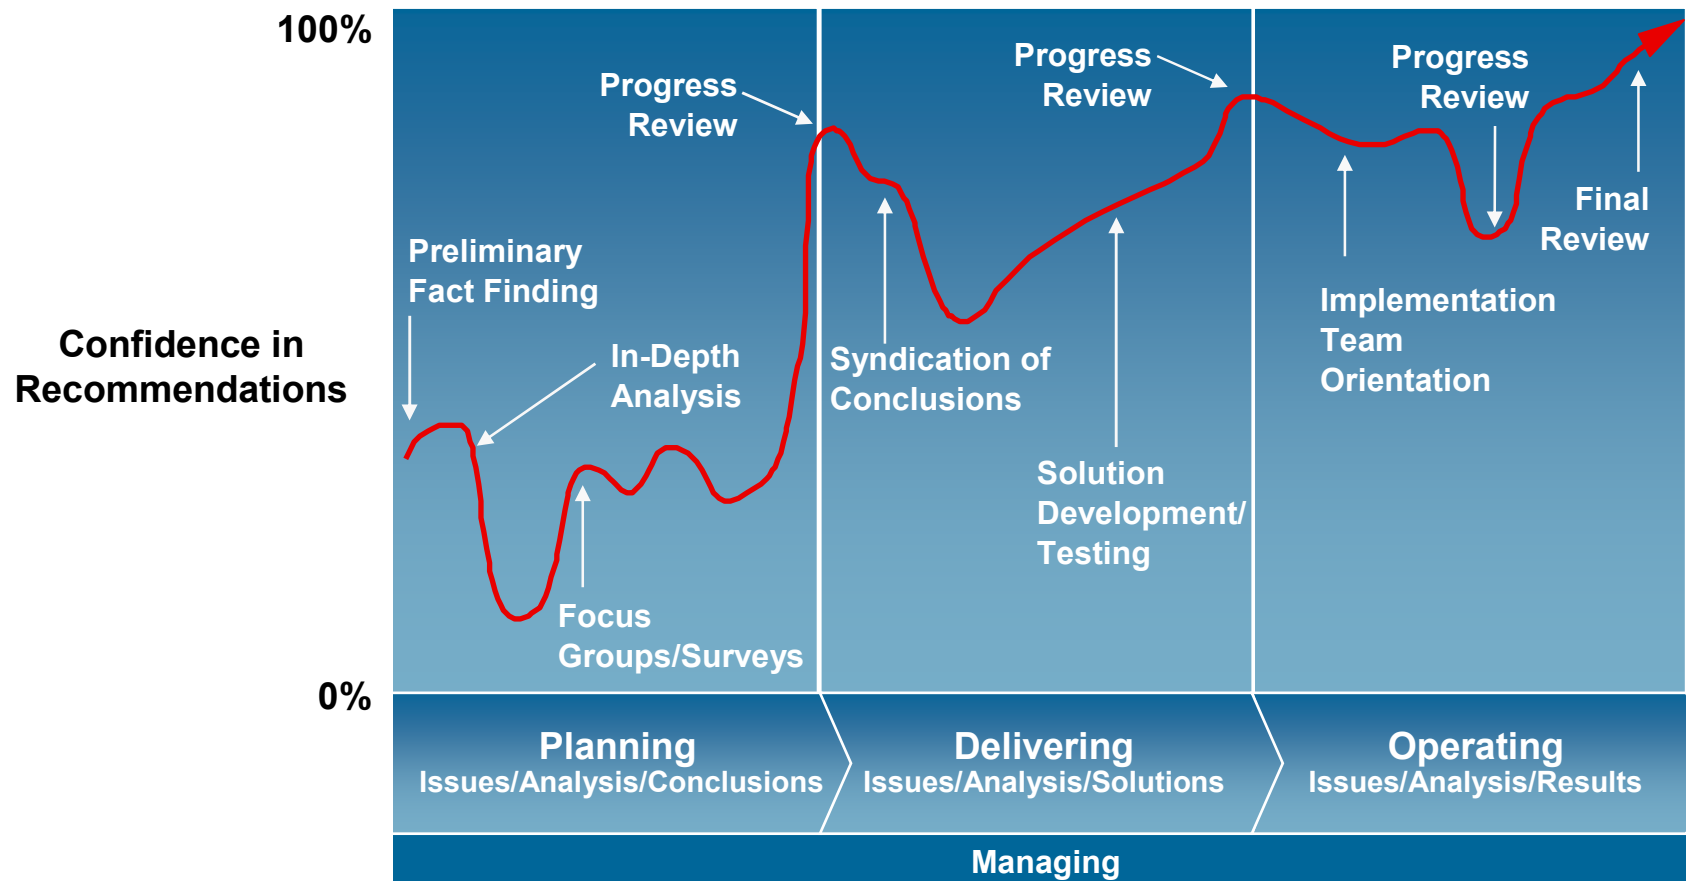 100%
Confidence in
Recommendations
0%
Preliminary
Fact Finding
In-Depth
Analysis
Focus
Groups/Surveys
Progress
Review
Syndication of
Conclusions
Solution
Development/
Testing
Progress
Review
Implementation
Team
Orientation
Progress
Review
Final
Review
Planning
Issues/Analysis/Conclusions
Delivering
Issues/Analysis/Solutions
Operating
Issues/Analysis/Results
Managing